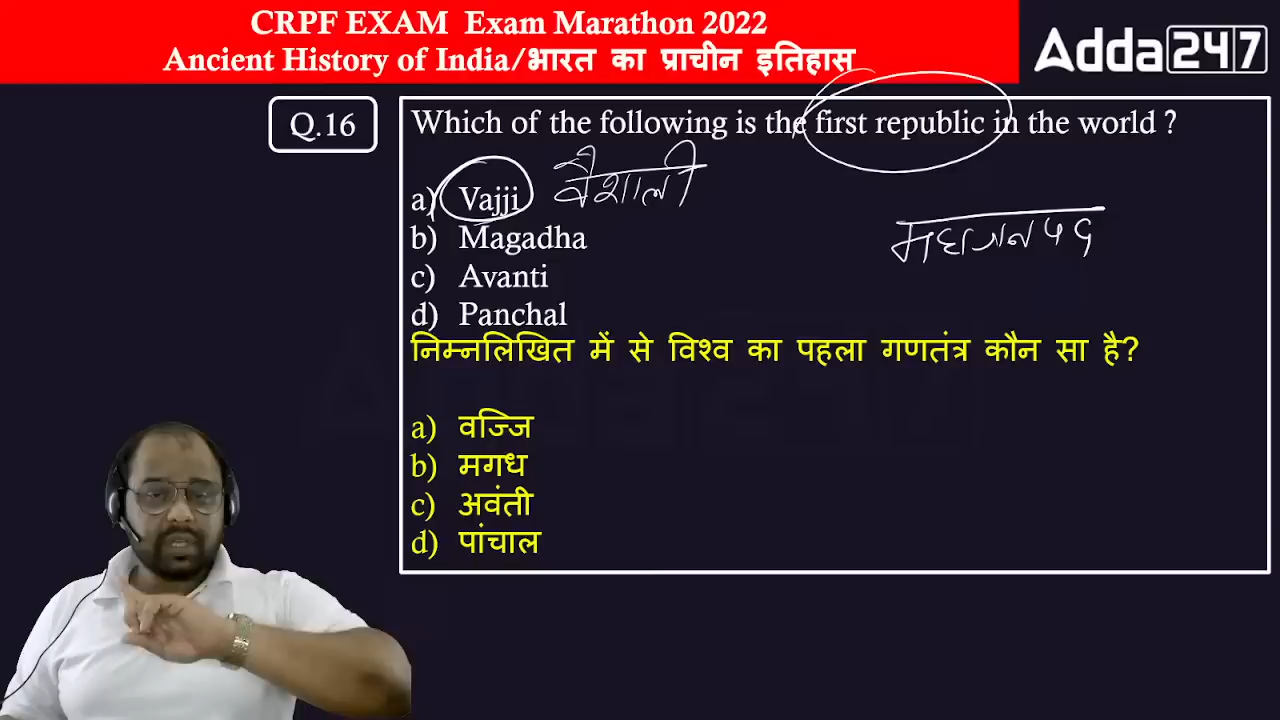 CRPF EXAM Exam Marathon 2022
Ancient History of India/भारत का प्राचीन इतिहास
Adda247
Q.16
Which of the following is the first republic in the world ?
a) Vajji वैशाली
b) Magadha
महाजनपद
c) Avanti
d) Panchal
निम्नलिखित में से विश्व का पहला गणतंत्र कौन सा है?
a) वज्जि
b) मगध
c) अवंती
d) पांचाल